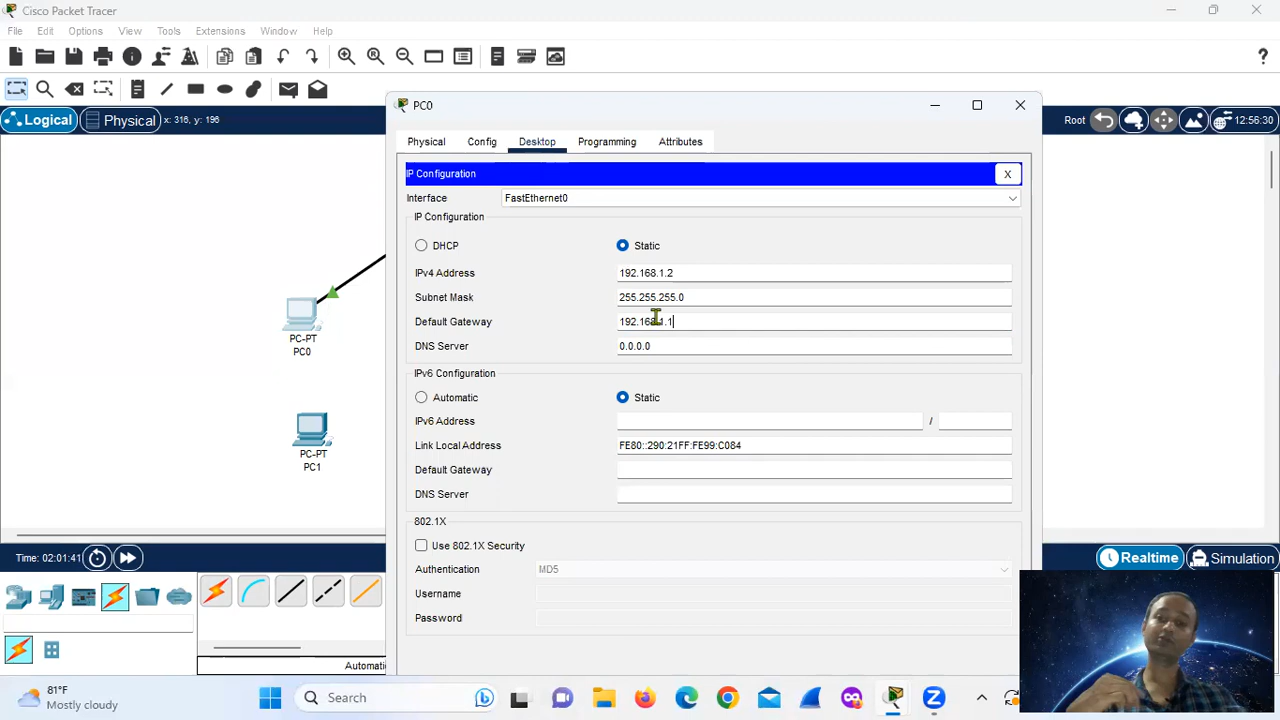 Cisco Packet Tracer
File Edit Options View Tools Extensions Window Help
Logical Physical x: 316, y: 196
Root 12:56:30
PC0
Physical Config Desktop Programming Attributes
IP Configuration X
Interface FastEthernet0
IP Configuration
DHCP Static
IPv4 Address 192.168.1.2
Subnet Mask 255.255.255.0
Default Gateway 192.168.1.1
DNS Server 0.0.0.0
IPv6 Configuration
Automatic Static
IPv6 Address /
Link Local Address FE80::290:21FF:FE99:C084
Default Gateway
DNS Server
802.1X
Use 802.1X Security
Authentication MD5
Username
Password
PC-PT
PC0
PC-PT
PC1
Time: 02:01:41
Realtime Simulation
Automati
81°F
Mostly cloudy
Search